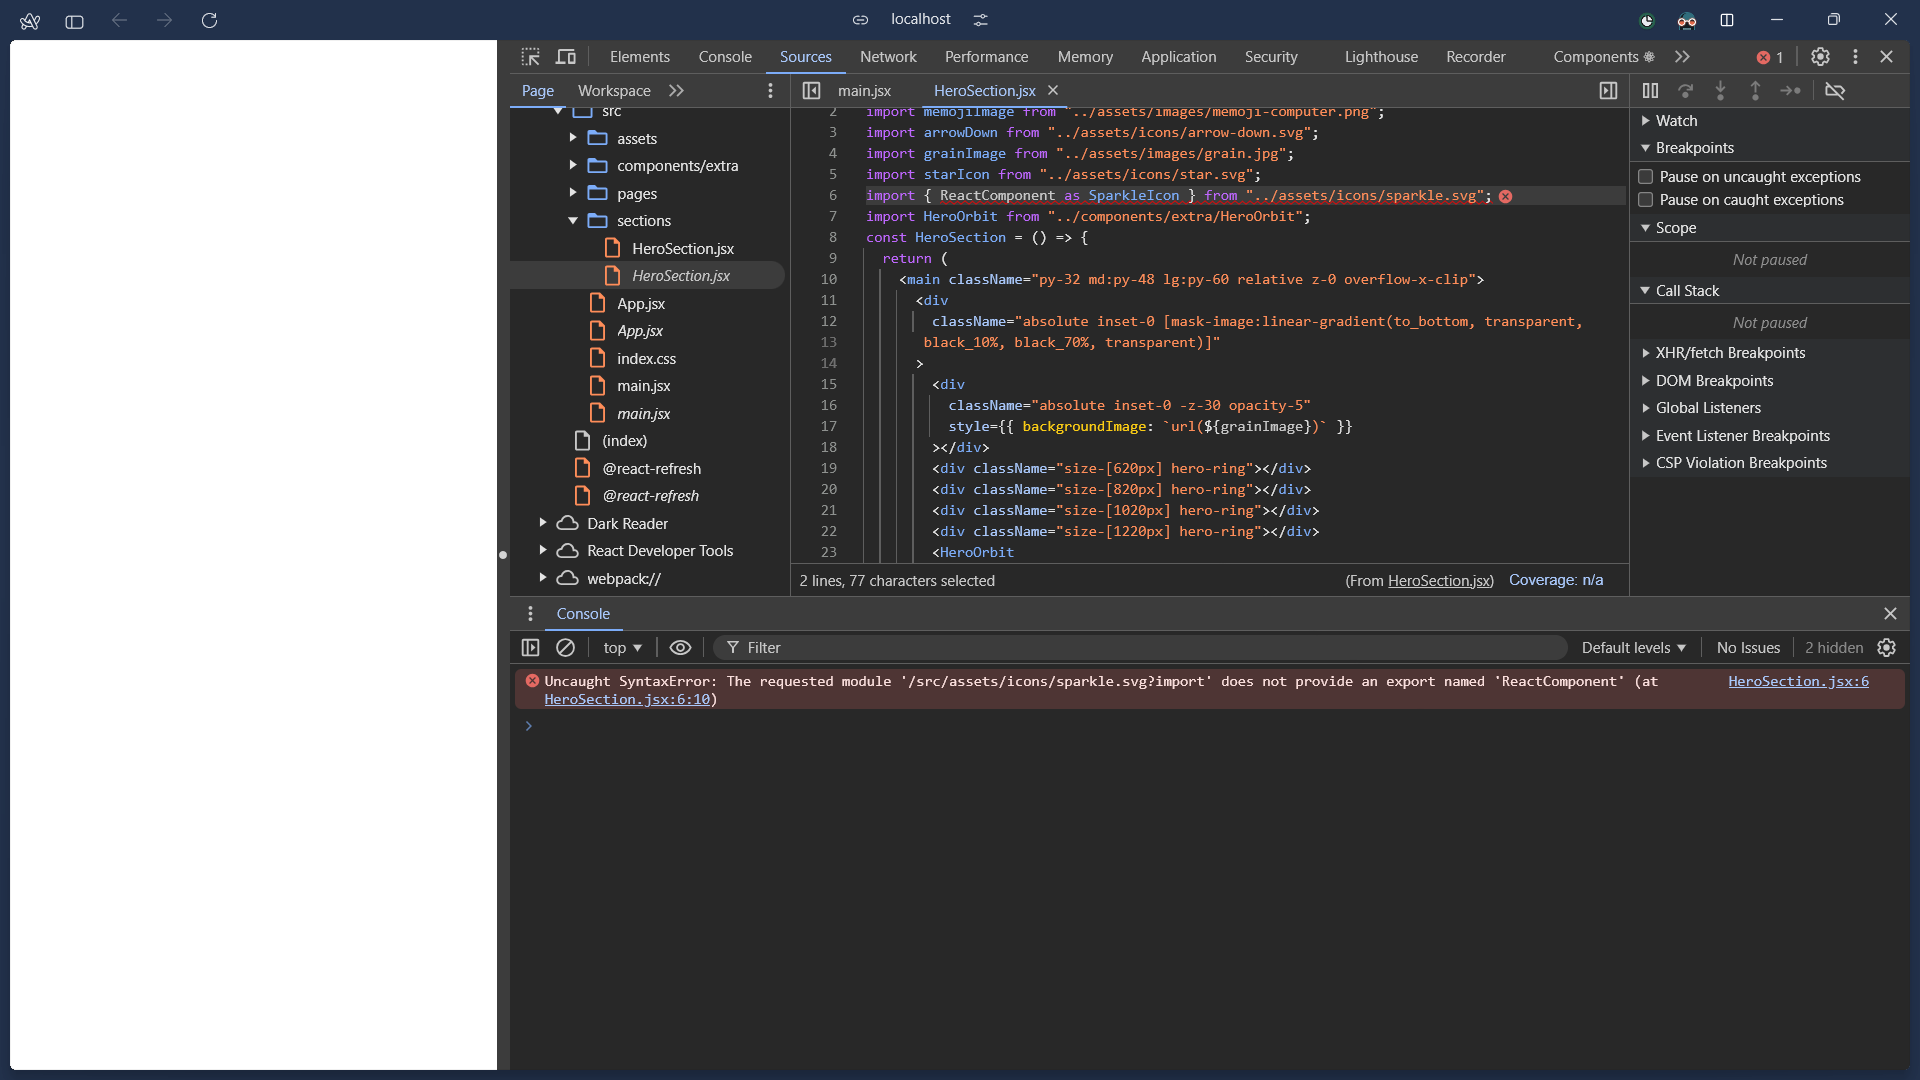 localhost
Elements Console Sources Network Performance Memory Application Security Lighthouse Recorder Components 1
Page Workspace
main.jsx HeroSection.jsx
src
assets
components/extra
pages
sections
HeroSection.jsx
HeroSection.jsx
App.jsx
App.jsx
index.css
main.jsx
main.jsx
(index)
@react-refresh
@react-refresh
Dark Reader
React Developer Tools
webpack://
2 import memojiImage from "../assets/images/memoji-computer.png";
3 import arrowDown from "../assets/icons/arrow-down.svg";
4 import grainImage from "../assets/images/grain.jpg";
5 import starIcon from "../assets/icons/star.svg";
6 import { ReactComponent as SparkleIcon } from "../assets/icons/sparkle.svg";
7 import HeroOrbit from "../components/extra/HeroOrbit";
8 const HeroSection = () => {
9 return (
10 <main className="py-32 md:py-48 lg:py-60 relative z-0 overflow-x-clip">
11 <div
12 className="absolute inset-0 [mask-image:linear-gradient(to_bottom, transparent,
13 black_10%, black_70%, transparent)]"
14 >
15 <div
16 className="absolute inset-0 -z-30 opacity-5"
17 style={{ backgroundImage: `url(${grainImage})` }}
18 ></div>
19 <div className="size-[620px] hero-ring"></div>
20 <div className="size-[820px] hero-ring"></div>
21 <div className="size-[1020px] hero-ring"></div>
22 <div className="size-[1220px] hero-ring"></div>
23 <HeroOrbit
2 lines, 77 characters selected (From HeroSection.jsx) Coverage: n/a
Watch
Breakpoints
Pause on uncaught exceptions
Pause on caught exceptions
Scope
Not paused
Call Stack
Not paused
XHR/fetch Breakpoints
DOM Breakpoints
Global Listeners
Event Listener Breakpoints
CSP Violation Breakpoints
Console
top Filter Default levels No Issues 2 hidden
Uncaught SyntaxError: The requested module '/src/assets/icons/sparkle.svg?import' does not provide an export named 'ReactComponent' (at HeroSection.jsx:6
HeroSection.jsx:6:10)